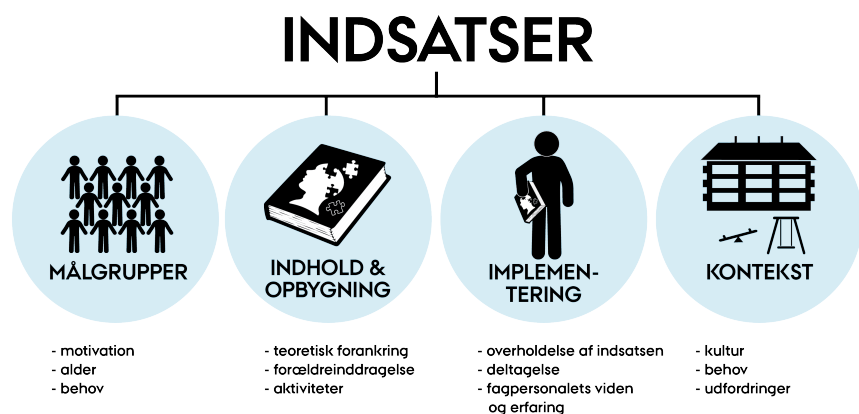 INDSATSER
MÅLGRUPPER
- motivation
- alder
- behov
INDHOLD &
OPBYGNING
- teoretisk forankring
- forældreinddragelse
- aktiviteter
IMPLEMEN-
TERING
- overholdelse af indsatsen
- deltagelse
- fagpersonalets viden
og erfaring
KONTEKST
- kultur
- behov
- udfordringer